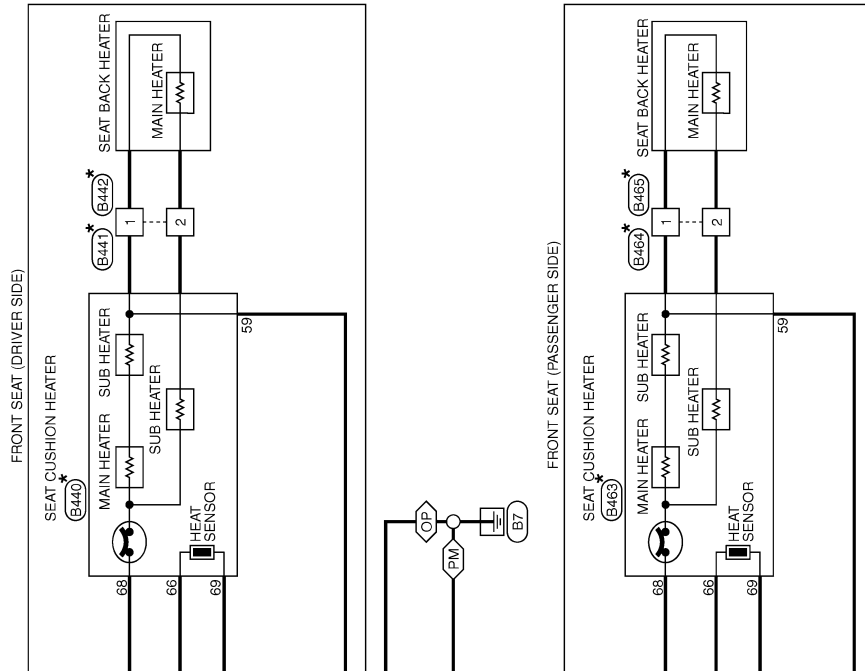 FRONT SEAT (DRIVER SIDE)
SEAT BACK HEATER
MAIN HEATER
*
B442
*
B441
1
2
SEAT CUSHION HEATER
*
B440
MAIN HEATER
SUB HEATER
SUB HEATER
HEAT
SENSOR
59
68
66
69
OP
PM
B7
FRONT SEAT (PASSENGER SIDE)
SEAT BACK HEATER
MAIN HEATER
*
B465
*
B464
1
2
SEAT CUSHION HEATER
*
B463
MAIN HEATER
SUB HEATER
SUB HEATER
HEAT
SENSOR
59
68
66
69